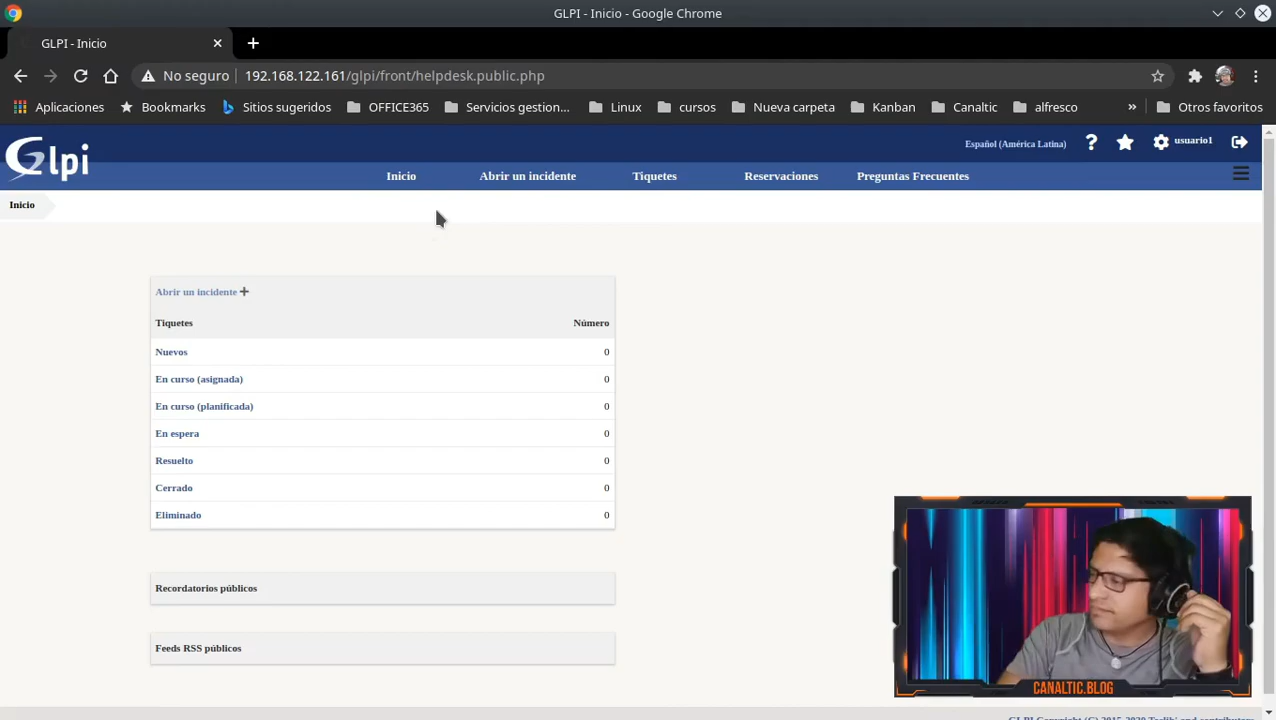 GLPI - Inicio - Google Chrome
GLPI - Inicio
No seguro 192.168.122.161/glpi/front/helpdesk.public.php
Aplicaciones Bookmarks Sitios sugeridos OFFICE365 Servicios gestion... Linux cursos Nueva carpeta Kanban Canaltic alfresco » Otros favoritos
Glpi
Español (América Latina) ? usuario1
Inicio Abrir un incidente Tiquetes Reservaciones Preguntas Frecuentes
Inicio
Abrir un incidente +
Tiquetes Número
Nuevos 0
En curso (asignada) 0
En curso (planificada) 0
En espera 0
Resuelto 0
Cerrado 0
Eliminado 0
Recordatorios públicos
Feeds RSS públicos
CANALTIC.BLOG